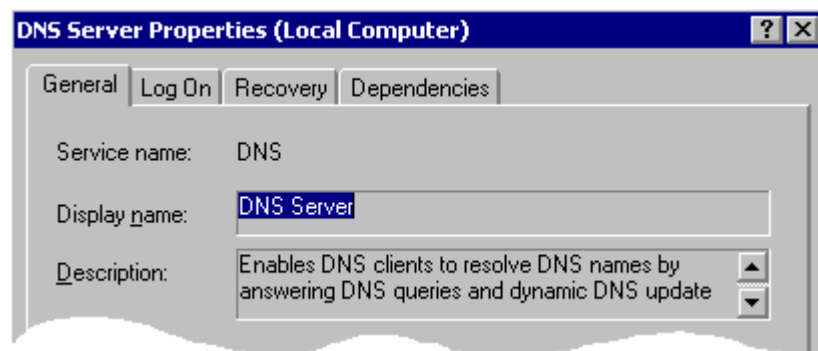 DNS Server Properties (Local Computer)
General Log On Recovery Dependencies
Service name: DNS
Display name: DNS Server
Description: Enables DNS clients to resolve DNS names by
answering DNS queries and dynamic DNS update